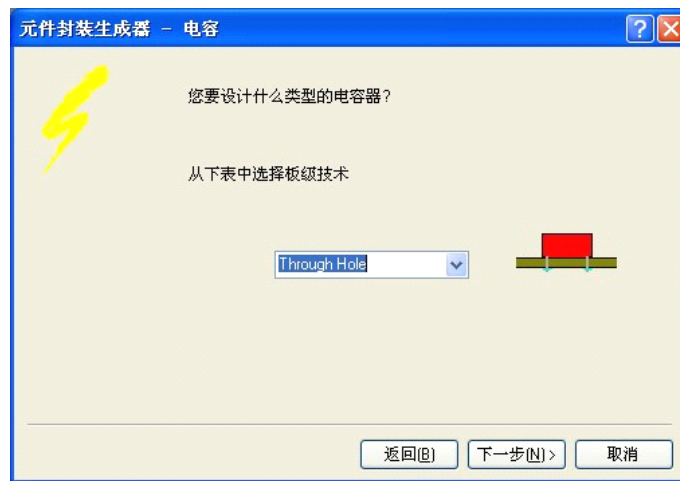 元件封装生成器 - 电容
您要设计什么类型的电容器?
从下表中选择板级技术
Through Hole
返回(B) 下一步(N)> 取消